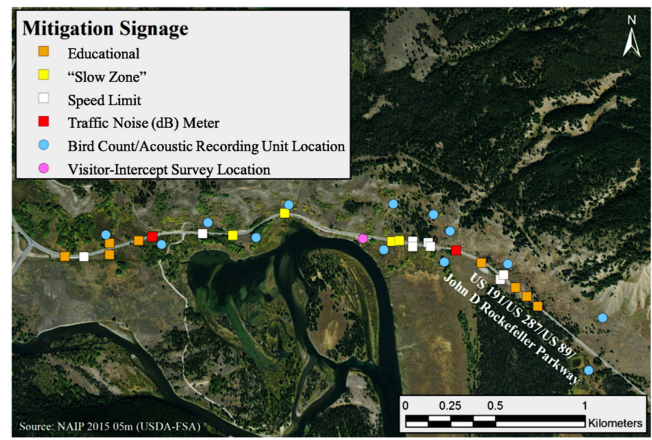 Mitigation Signage
Educational
“Slow Zone”
Speed Limit
Traffic Noise (dB) Meter
Bird Count/Acoustic Recording Unit Location
Visitor-Intercept Survey Location
N
US 191/US 287/US 89/
John D Rockefeller Parkway
0 0.25 0.5 1
Kilometers
Source: NAIP 2015 05m (USDA-FSA)